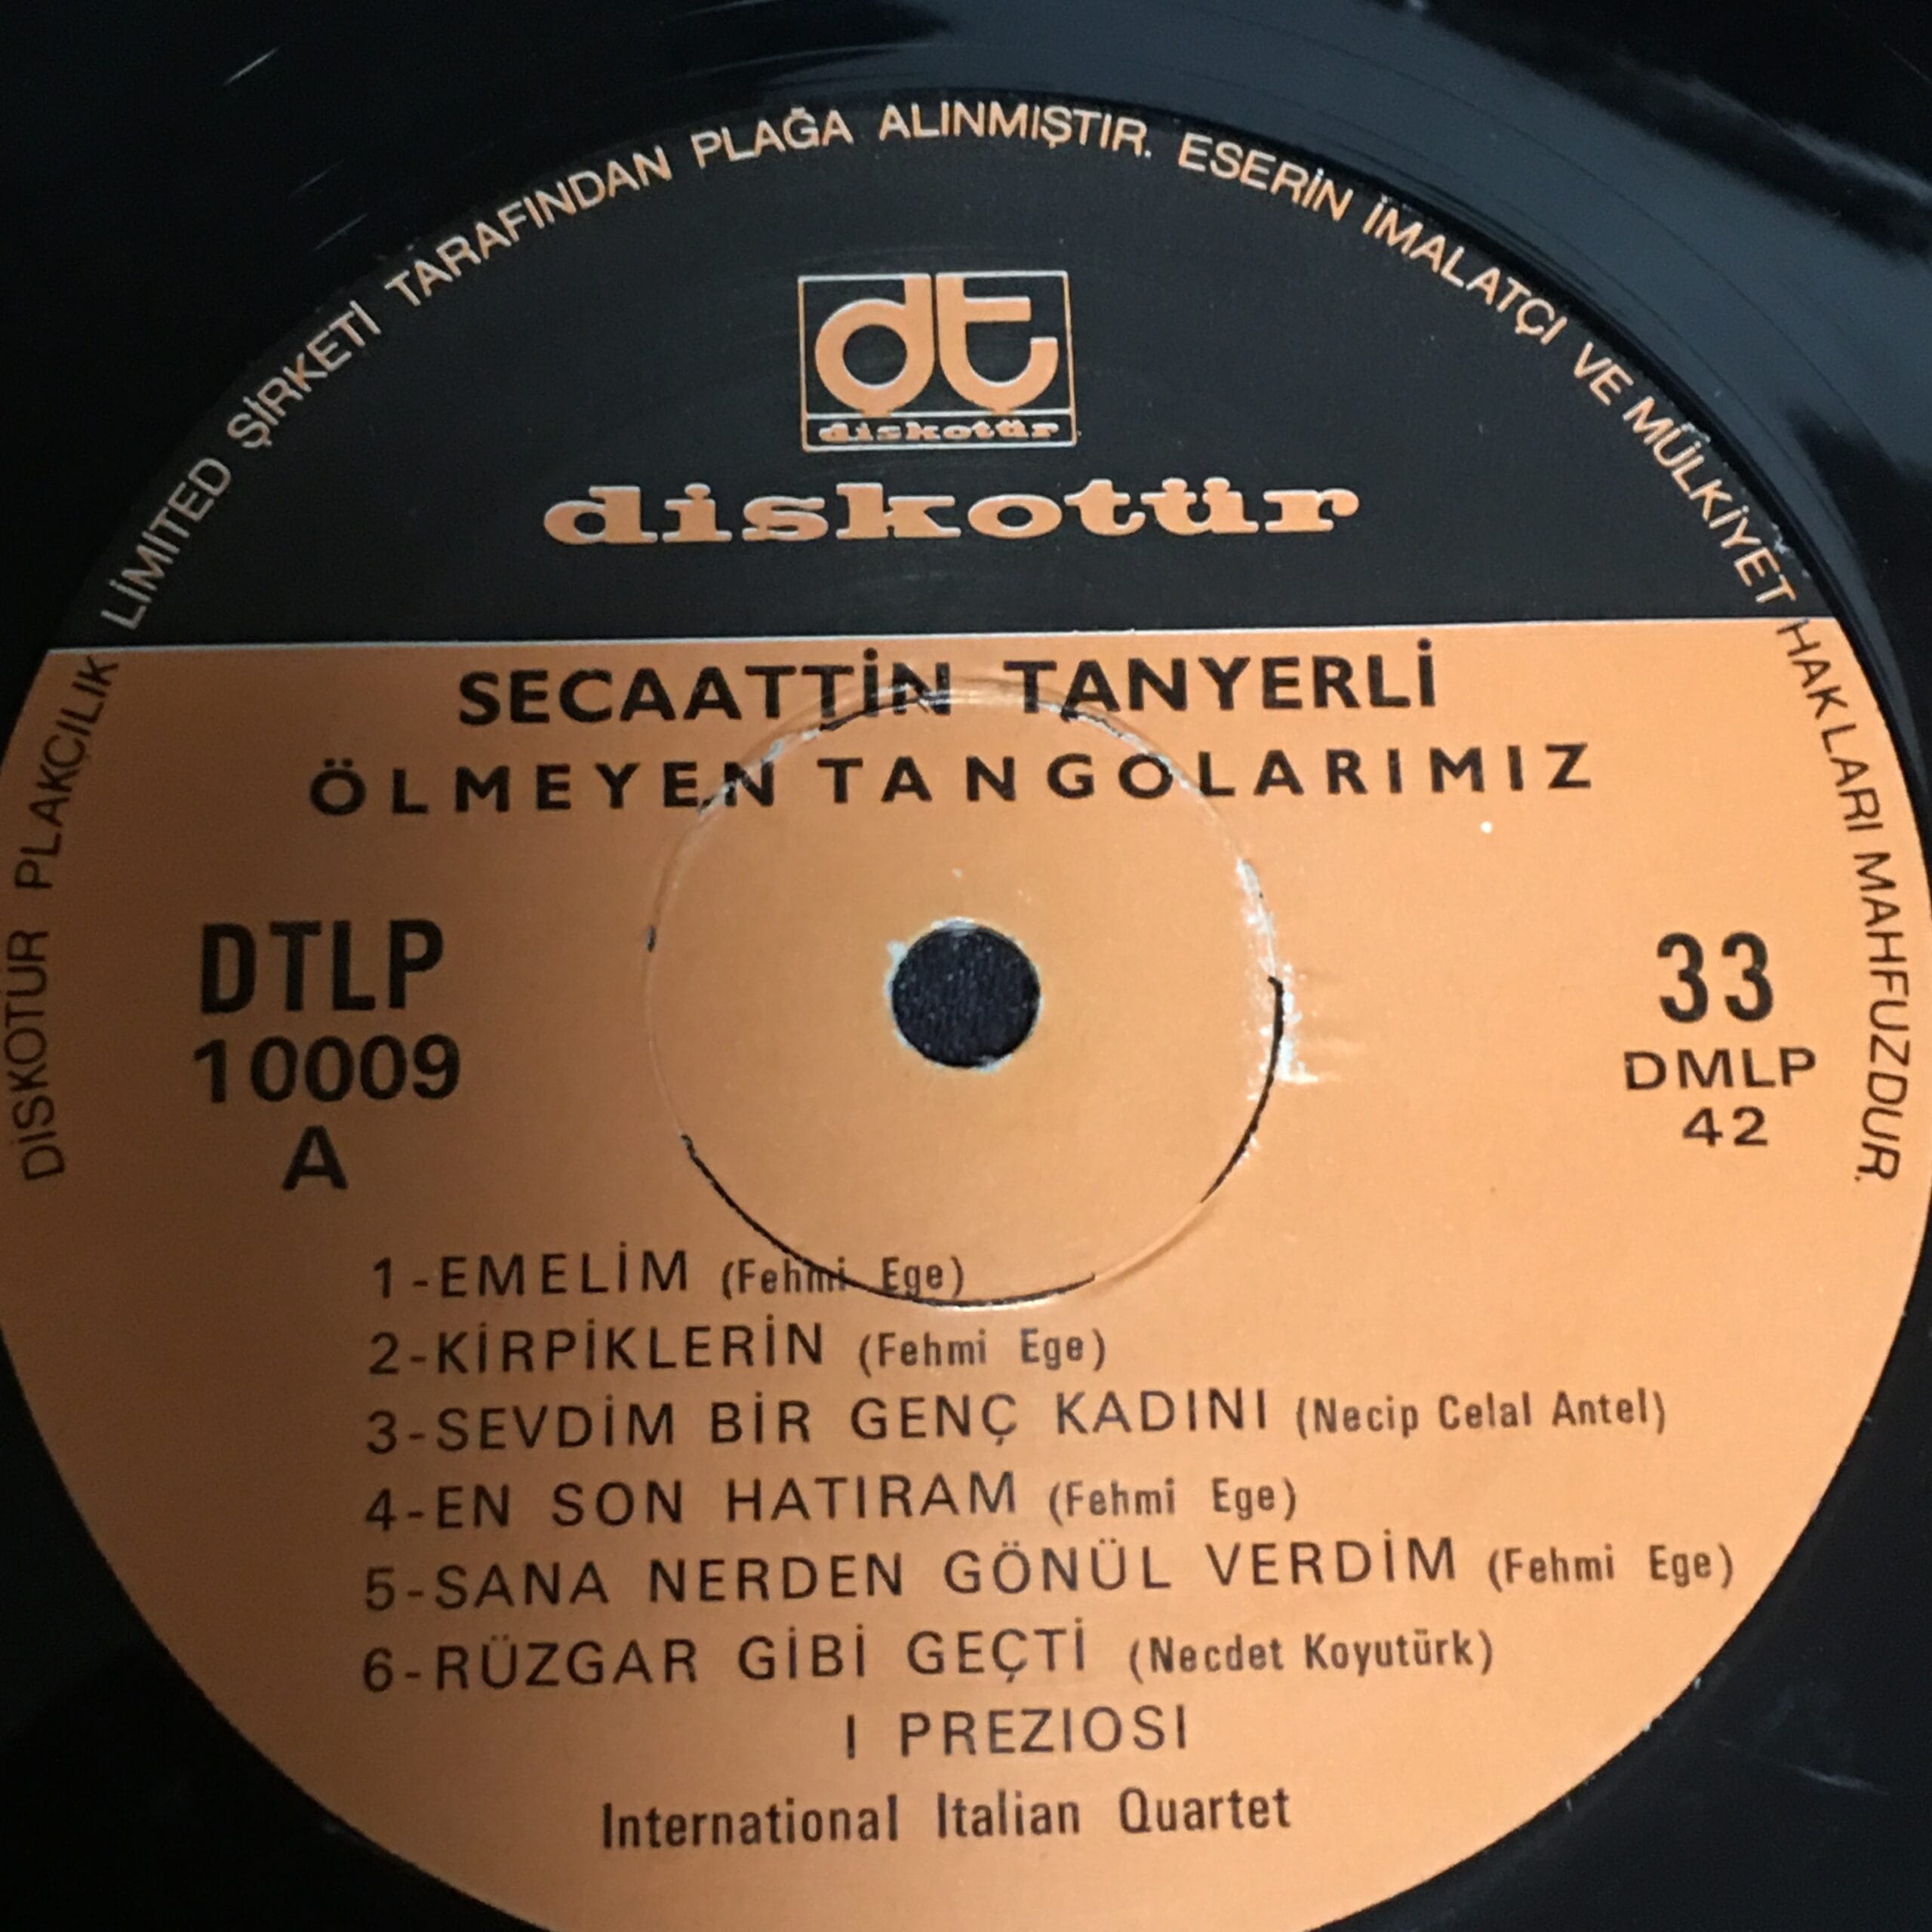 DİSKOTUR PLAKÇILIK LİMİTED ŞİRKETİ TARAFINDAN PLAĞA ALINMIŞTIR. ESERİN İMALATÇI VE MÜLKİYET HAKLARI MAHFUZDUR.
dt
diskotür
diskotür
SECAATTİN TANYERLİ
ÖLMEYEN TANGOLARIMIZ
DTLP
10009
A
33
DMLP
42
1-EMELİM (Fehmi Ege)
2-KİRPİKLERİN (Fehmi Ege)
3-SEVDİM BİR GENÇ KADINI (Necip Celal Antel)
4-EN SON HATIRAM (Fehmi Ege)
5-SANA NERDEN GÖNÜL VERDİM (Fehmi Ege)
6-RÜZGAR GİBİ GEÇTİ (Necdet Koyutürk)
I PREZIOSI
International Italian Quartet